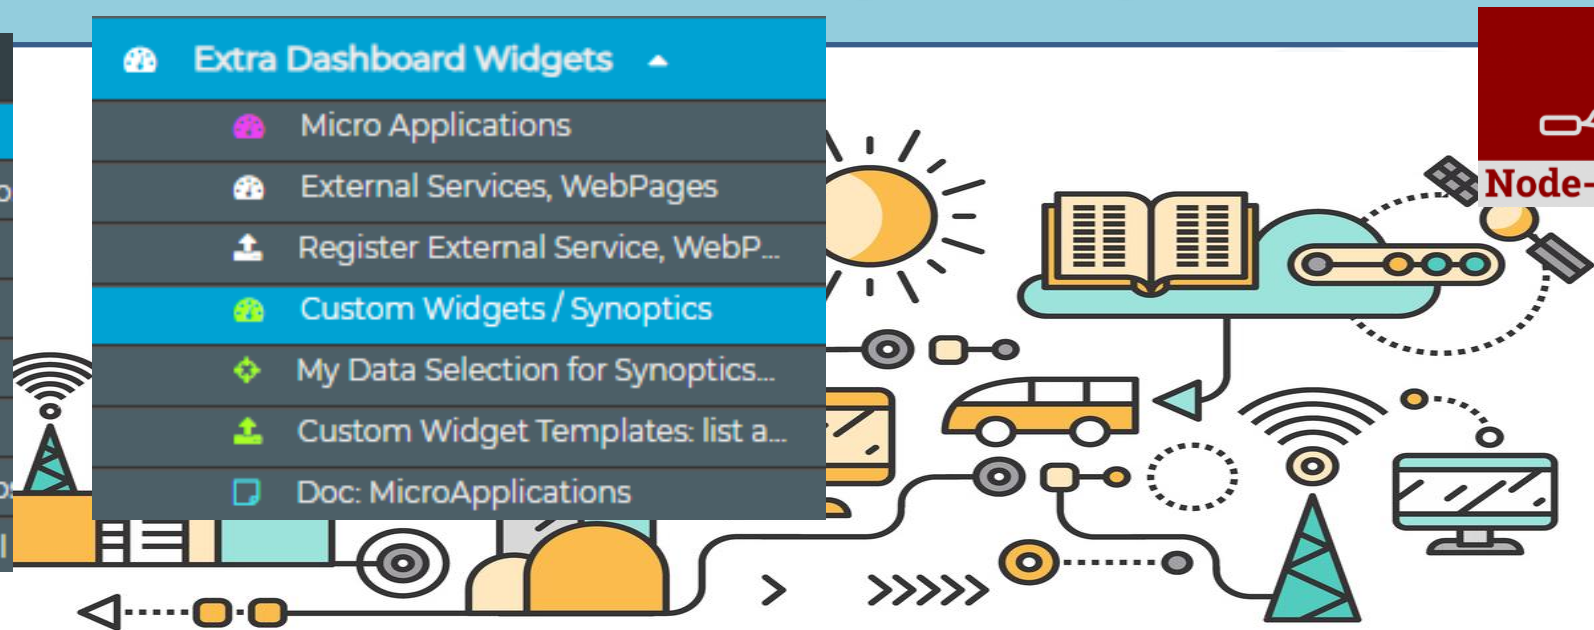 Extra Dashboard Widgets
Micro Applications
External Services, WebPages
Register External Service, WebP...
Custom Widgets / Synoptics
My Data Selection for Synoptics...
Custom Widget Templates: list a...
Doc: MicroApplications
Node-